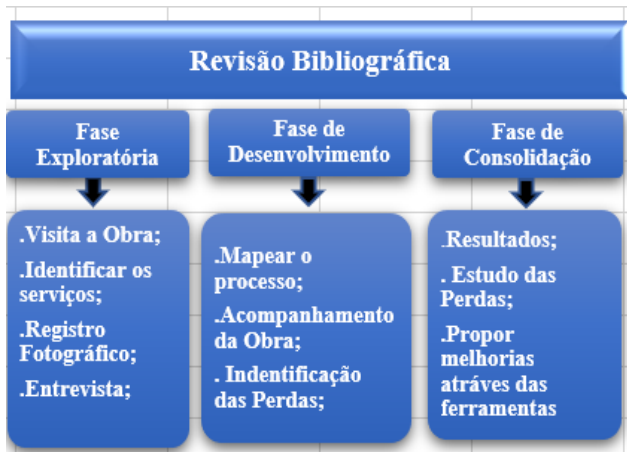 Revisão Bibliográfica
Fase
Exploratória
.Visita a Obra;
.Identificar os
serviços;
.Registro
Fotográfico;
.Entrevista;
Fase de
Desenvolvimento
.Mapear o
processo;
.Acompanhamento
da Obra;
. Indentificação
das Perdas;
Fase de
Consolidação
.Resultados;
. Estudo das
Perdas;
.Propor
melhorias
atráves das
ferramentas